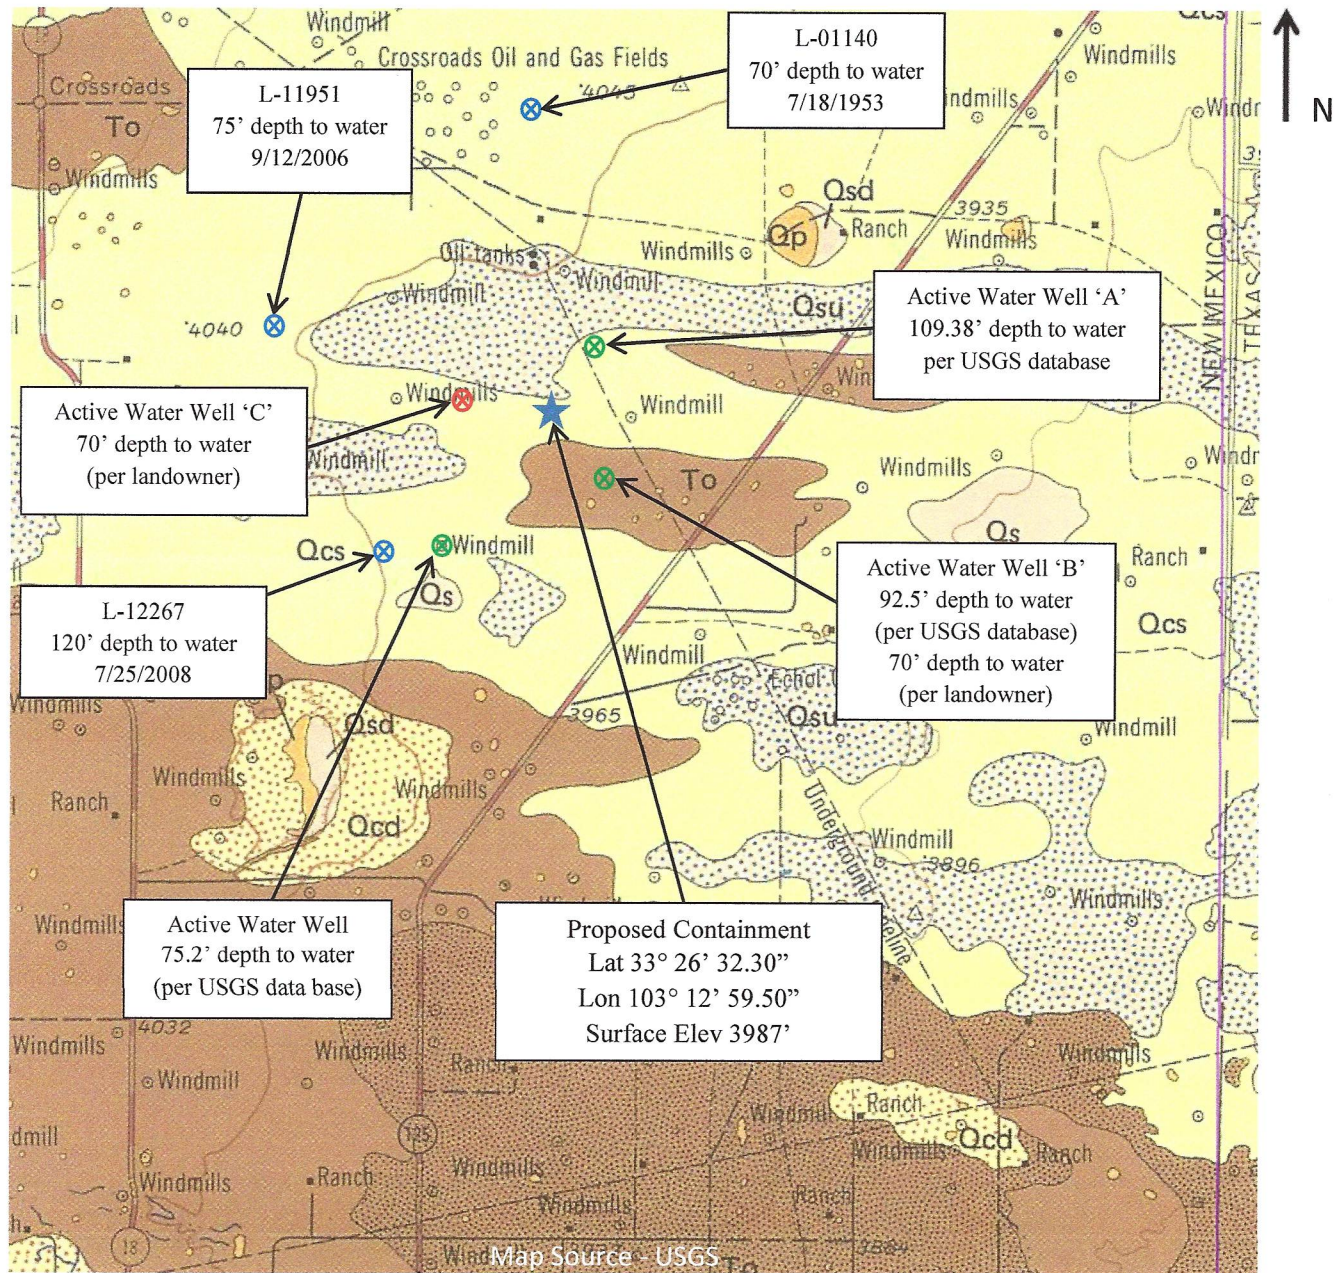 Windmill
Qcs
L-01140
70’ depth to water
7/18/1953
Windmills
Crossroads Oil and Gas Fields
Crossroads
4045
L-11951
75’ depth to water
9/12/2006
N
To
Windmills
Qsd
Qp
Ranch
3935
Windmills
Windmills
Oil tanks
Windmill
Windmill
Qsu
NEW MEXICO
TEXAS
4040
Active Water Well ‘A’
109.38’ depth to water
per USGS database
Windmills
Windmill
Active Water Well ‘C’
70’ depth to water
(per landowner)
Windmill
To
Windmills
Qs
Qcs
Windmill
Ranch
Qs
Active Water Well ‘B’
92.5’ depth to water
(per USGS database)
70’ depth to water
(per landowner)
Qcs
L-12267
120’ depth to water
7/25/2008
Windmill
Windmills
3965
Qsu
Windmill
Qsd
Windmills
Windmills
Ranch
Qcd
Underground
Windmill
3896
Windmills
Windmills
Active Water Well
75.2’ depth to water
(per USGS data base)
Proposed Containment
Lat 33° 26’ 32.30”
Lon 103° 12’ 59.50”
Surface Elev 3987’
4032
Windmills
Windmills
Ranch
Windmills
Windmill
Windmill
Ranch
Windmills
Qcd
Ranch
125
Windmills
Ranch
Windmills
Ranch
Windmills
18
Map Source - USGS
To